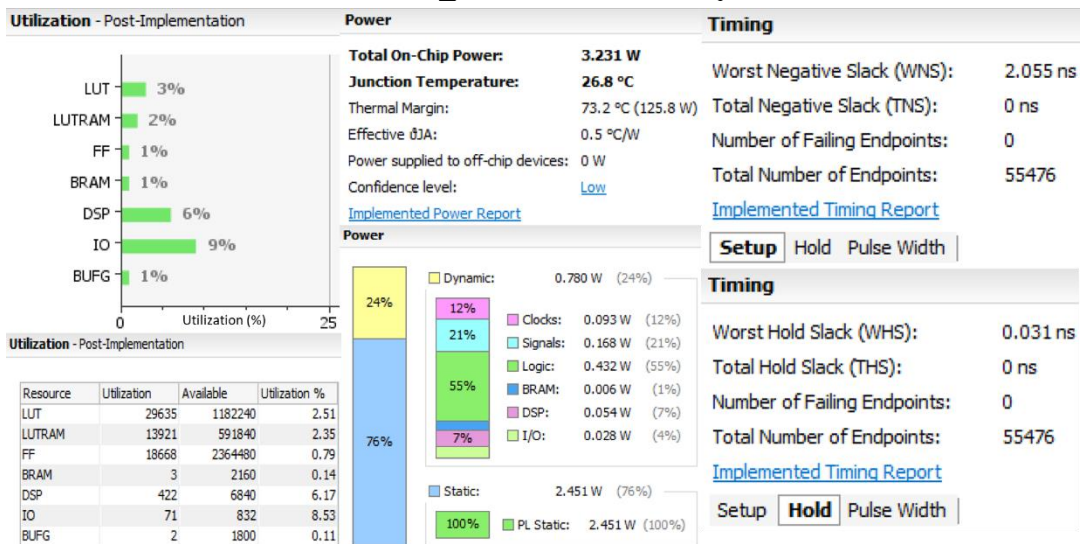 Utilization - Post-Implementation
LUT 3%
LUTRAM 2%
FF 1%
BRAM 1%
DSP 6%
IO 9%
BUFG 1%
0 Utilization (%) 25
Utilization - Post-Implementation
Resource Utilization Available Utilization %
LUT 29635 1182240 2.51
LUTRAM 13921 591840 2.35
FF 18668 2364480 0.79
BRAM 3 2160 0.14
DSP 422 6840 6.17
IO 71 832 8.53
BUFG 2 1800 0.11
Power
Total On-Chip Power: 3.231 W
Junction Temperature: 26.8 °C
Thermal Margin: 73.2 °C (125.8 W)
Effective ϑJA: 0.5 °C/W
Power supplied to off-chip devices: 0 W
Confidence level: Low
Implemented Power Report
Power
24%
76%
Dynamic: 0.780 W (24%)
12%
21%
55%
7%
Clocks: 0.093 W (12%)
Signals: 0.168 W (21%)
Logic: 0.432 W (55%)
BRAM: 0.006 W (1%)
DSP: 0.054 W (7%)
I/O: 0.028 W (4%)
Static: 2.451 W (76%)
100% PL Static: 2.451 W (100%)
Timing
Worst Negative Slack (WNS): 2.055 ns
Total Negative Slack (TNS): 0 ns
Number of Failing Endpoints: 0
Total Number of Endpoints: 55476
Implemented Timing Report
Setup Hold Pulse Width
Timing
Worst Hold Slack (WHS): 0.031 ns
Total Hold Slack (THS): 0 ns
Number of Failing Endpoints: 0
Total Number of Endpoints: 55476
Implemented Timing Report
Setup Hold Pulse Width